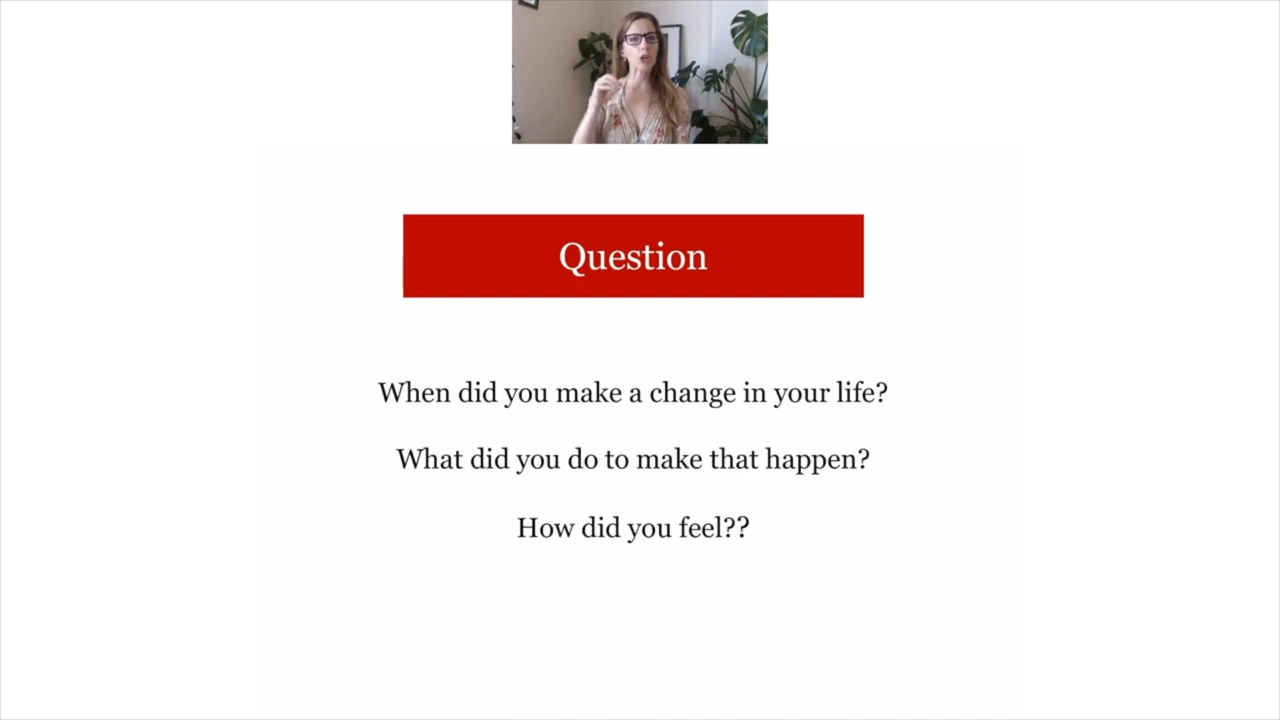 Question
When did you make a change in your life?
What did you do to make that happen?
How did you feel??